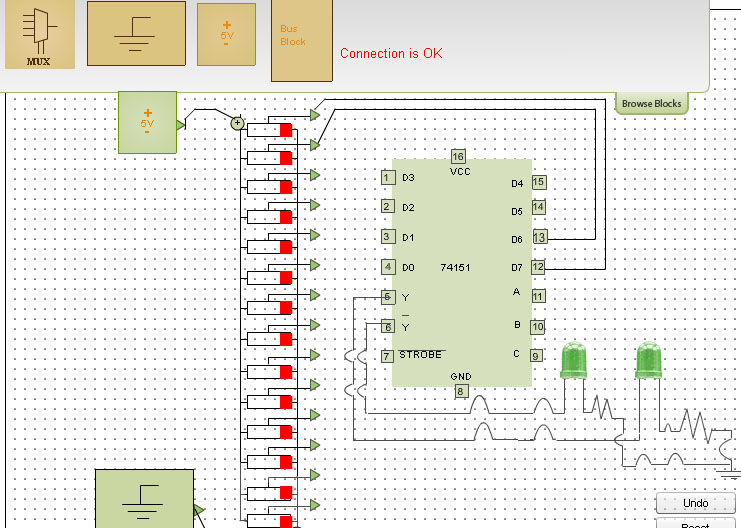 MUX
+
5V
-
Bus
Block
Connection is OK
Browse Blocks
+
5V
-
+
16
VCC
1 D3
D4 15
2 D2
D5 14
3 D1
D6 13
4 D0
74151
D7 12
5 Y
A 11
6 Y
B 10
7 STROBE
C 9
GND
8
Undo
Reset